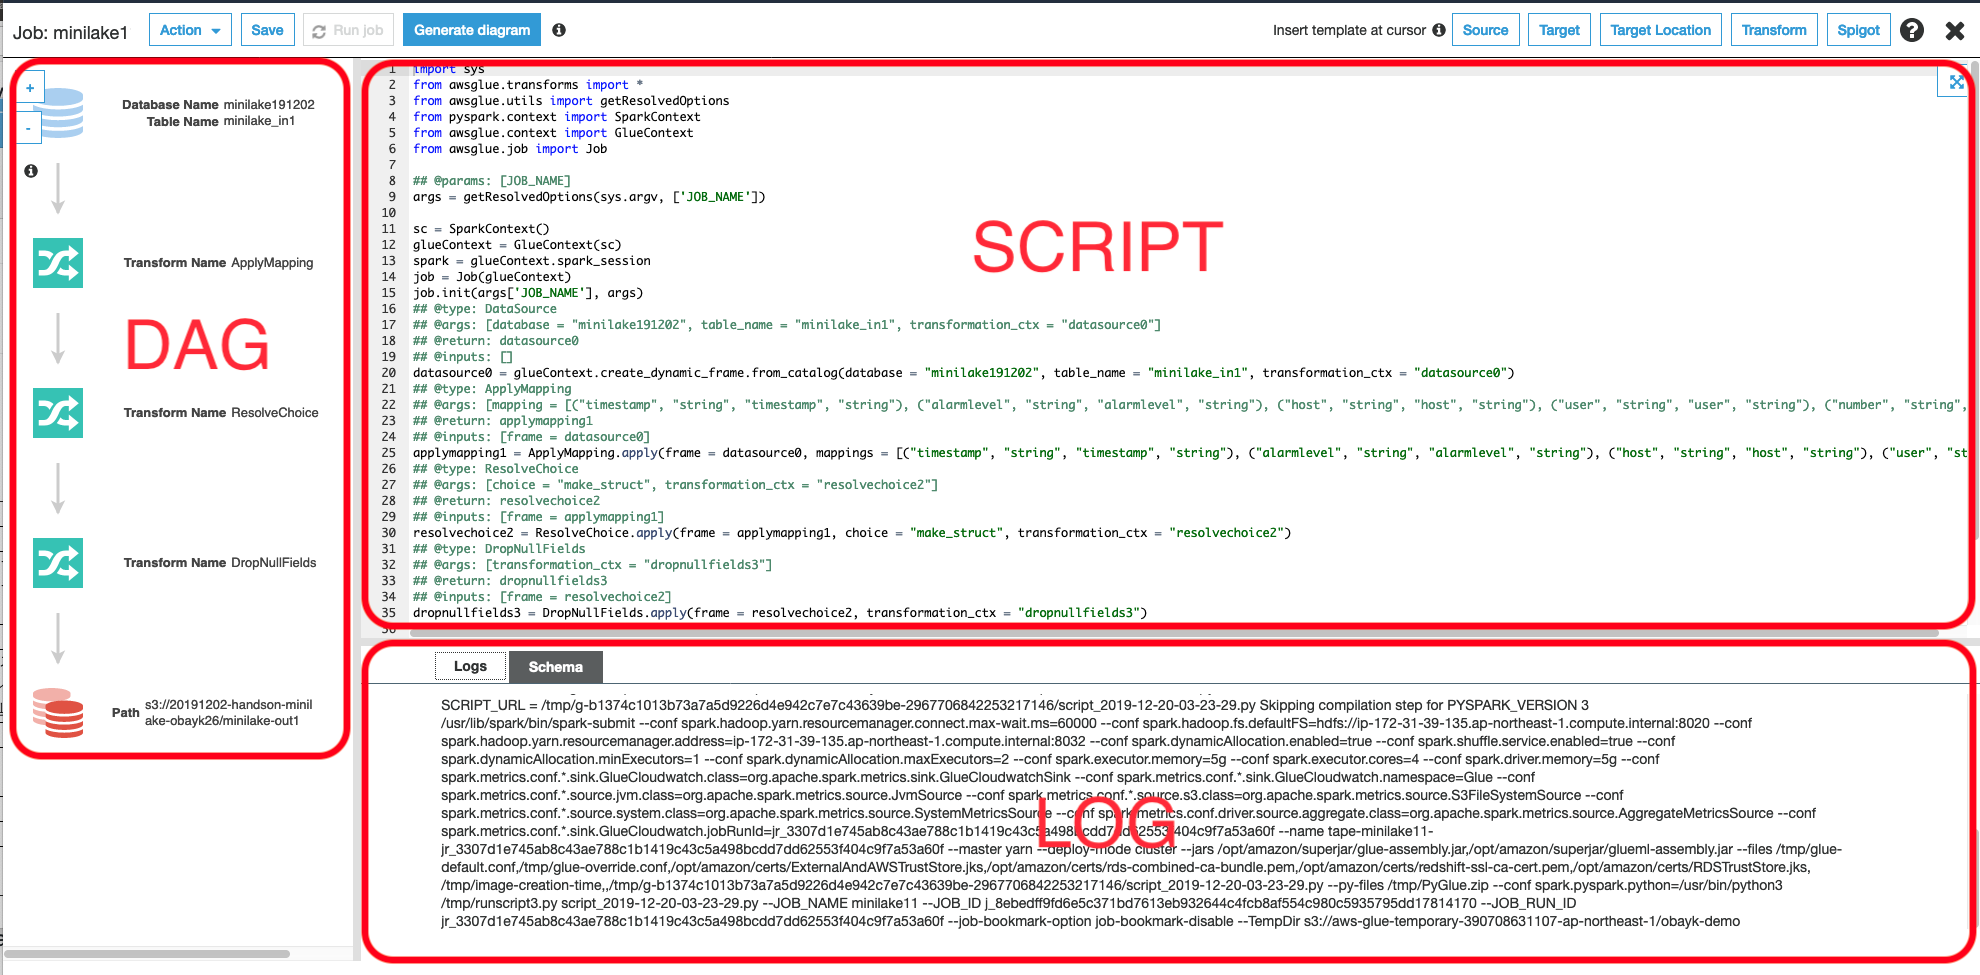 Job: minilake1
Action
Save
Run job
Generate diagram
Insert template at cursor
Source
Target
Target Location
Transform
Spigot
+
-
Database Name minilake191202
Table Name minilake_in1
Transform Name ApplyMapping
DAG
Transform Name ResolveChoice
Transform Name DropNullFields
Path s3://20191202-handson-minil
ake-obayk26/minilake-out1
SCRIPT
1 import sys
2 from awsglue.transforms import *
3 from awsglue.utils import getResolvedOptions
4 from pyspark.context import SparkContext
5 from awsglue.context import GlueContext
6 from awsglue.job import Job
7
8 ## @params: [JOB_NAME]
9 args = getResolvedOptions(sys.argv, ['JOB_NAME'])
10
11 sc = SparkContext()
12 glueContext = GlueContext(sc)
13 spark = glueContext.spark_session
14 job = Job(glueContext)
15 job.init(args['JOB_NAME'], args)
16 ## @type: DataSource
17 ## @args: [database = "minilake191202", table_name = "minilake_in1", transformation_ctx = "datasource0"]
18 ## @return: datasource0
19 ## @inputs: []
20 datasource0 = glueContext.create_dynamic_frame.from_catalog(database = "minilake191202", table_name = "minilake_in1", transformation_ctx = "datasource0")
21 ## @type: ApplyMapping
22 ## @args: [mapping = [("timestamp", "string", "timestamp", "string"), ("alarmlevel", "string", "alarmlevel", "string"), ("host", "string", "host", "string"), ("user", "string", "user", "string"), ("number", "string",
23 ## @return: applymapping1
24 ## @inputs: [frame = datasource0]
25 applymapping1 = ApplyMapping.apply(frame = datasource0, mappings = [("timestamp", "string", "timestamp", "string"), ("alarmlevel", "string", "alarmlevel", "string"), ("host", "string", "host", "string"), ("user", "st
26 ## @type: ResolveChoice
27 ## @args: [choice = "make_struct", transformation_ctx = "resolvechoice2"]
28 ## @return: resolvechoice2
29 ## @inputs: [frame = applymapping1]
30 resolvechoice2 = ResolveChoice.apply(frame = applymapping1, choice = "make_struct", transformation_ctx = "resolvechoice2")
31 ## @type: DropNullFields
32 ## @args: [transformation_ctx = "dropnullfields3"]
33 ## @return: dropnullfields3
34 ## @inputs: [frame = resolvechoice2]
35 dropnullfields3 = DropNullFields.apply(frame = resolvechoice2, transformation_ctx = "dropnullfields3")
36
Logs
Schema
SCRIPT_URL = /tmp/g-b1374c1013b73a7a5d9226d4e942c7e7c43639be-2967706842253217146/script_2019-12-20-03-23-29.py Skipping compilation step for PYSPARK_VERSION 3
/usr/lib/spark/bin/spark-submit --conf spark.hadoop.yarn.resourcemanager.connect.max-wait.ms=60000 --conf spark.hadoop.fs.defaultFS=hdfs://ip-172-31-39-135.ap-northeast-1.compute.internal:8020 --conf
spark.hadoop.yarn.resourcemanager.address=ip-172-31-39-135.ap-northeast-1.compute.internal:8032 --conf spark.dynamicAllocation.enabled=true --conf spark.shuffle.service.enabled=true --conf
spark.dynamicAllocation.minExecutors=1 --conf spark.dynamicAllocation.maxExecutors=2 --conf spark.executor.memory=5g --conf spark.executor.cores=4 --conf spark.driver.memory=5g --conf
spark.metrics.conf.*.sink.GlueCloudwatch.class=org.apache.spark.metrics.sink.GlueCloudwatchSink --conf spark.metrics.conf.*.sink.GlueCloudwatch.namespace=Glue --conf
spark.metrics.conf.*.source.jvm.class=org.apache.spark.metrics.source.JvmSource --conf spark.metrics.conf.*.source.s3.class=org.apache.spark.metrics.source.S3FileSystemSource --conf
spark.metrics.conf.*.source.system.class=org.apache.spark.metrics.source.SystemMetricsSource --conf spark.metrics.conf.driver.source.aggregate.class=org.apache.spark.metrics.source.AggregateMetricsSource --conf
LOG
spark.metrics.conf.*.sink.GlueCloudwatch.jobRunId=jr_3307d1e745ab8c43ae788c1b1419c43c5a498bcdd7dd62553f404c9f7a53a60f --name tape-minilake11-
jr_3307d1e745ab8c43ae788c1b1419c43c5a498bcdd7dd62553f404c9f7a53a60f --master yarn --deploy-mode cluster --jars /opt/amazon/superjar/glue-assembly.jar,/opt/amazon/superjar/glueml-assembly.jar --files /tmp/glue-
default.conf,/tmp/glue-override.conf,/opt/amazon/certs/ExternalAndAWSTrustStore.jks,/opt/amazon/certs/rds-combined-ca-bundle.pem,/opt/amazon/certs/redshift-ssl-ca-cert.pem,/opt/amazon/certs/RDSTrustStore.jks,
/tmp/image-creation-time,,/tmp/g-b1374c1013b73a7a5d9226d4e942c7e7c43639be-2967706842253217146/script_2019-12-20-03-23-29.py --py-files /tmp/PyGlue.zip --conf spark.pyspark.python=/usr/bin/python3
/tmp/runscript3.py script_2019-12-20-03-23-29.py --JOB_NAME minilake11 --JOB_ID j_8ebedff9fd6e5c371bd7613eb932644c4fcb8af554c980c5935795dd17814170 --JOB_RUN_ID
jr_3307d1e745ab8c43ae788c1b1419c43c5a498bcdd7dd62553f404c9f7a53a60f --job-bookmark-option job-bookmark-disable --TempDir s3://aws-glue-temporary-390708631107-ap-northeast-1/obayk-demo